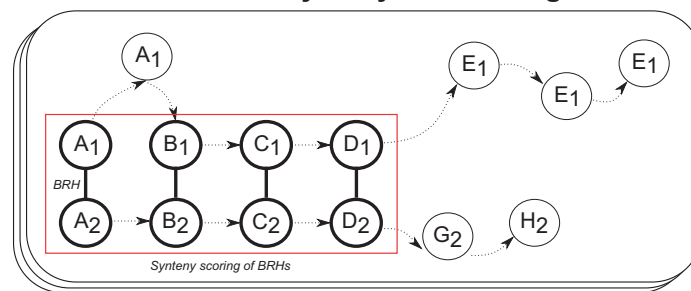 A1
E1
E1
E1
A1
B1
C1
D1
BRH
A2
B2
C2
D2
G2
H2
Synteny scoring of BRHs